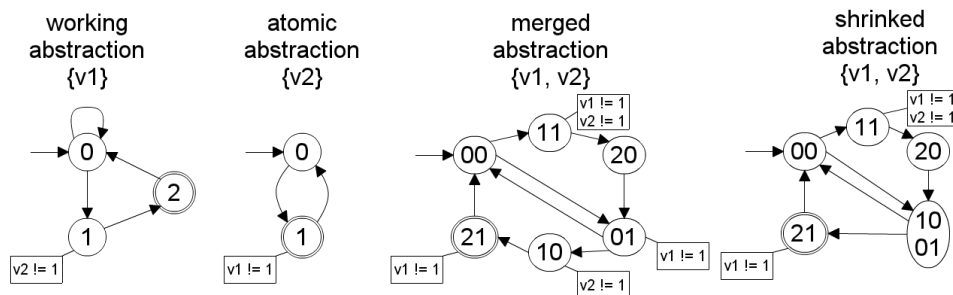 working
abstraction
{v1}
0
2
1
v2 != 1
atomic
abstraction
{v2}
0
1
v1 != 1
merged
abstraction
{v1, v2}
v1 != 1
v2 != 1
11
00
20
21
10
01
v1 != 1
v1 != 1
v2 != 1
shrinked
abstraction
{v1, v2}
v1 != 1
v2 != 1
11
00
20
10
01
21
v1 != 1